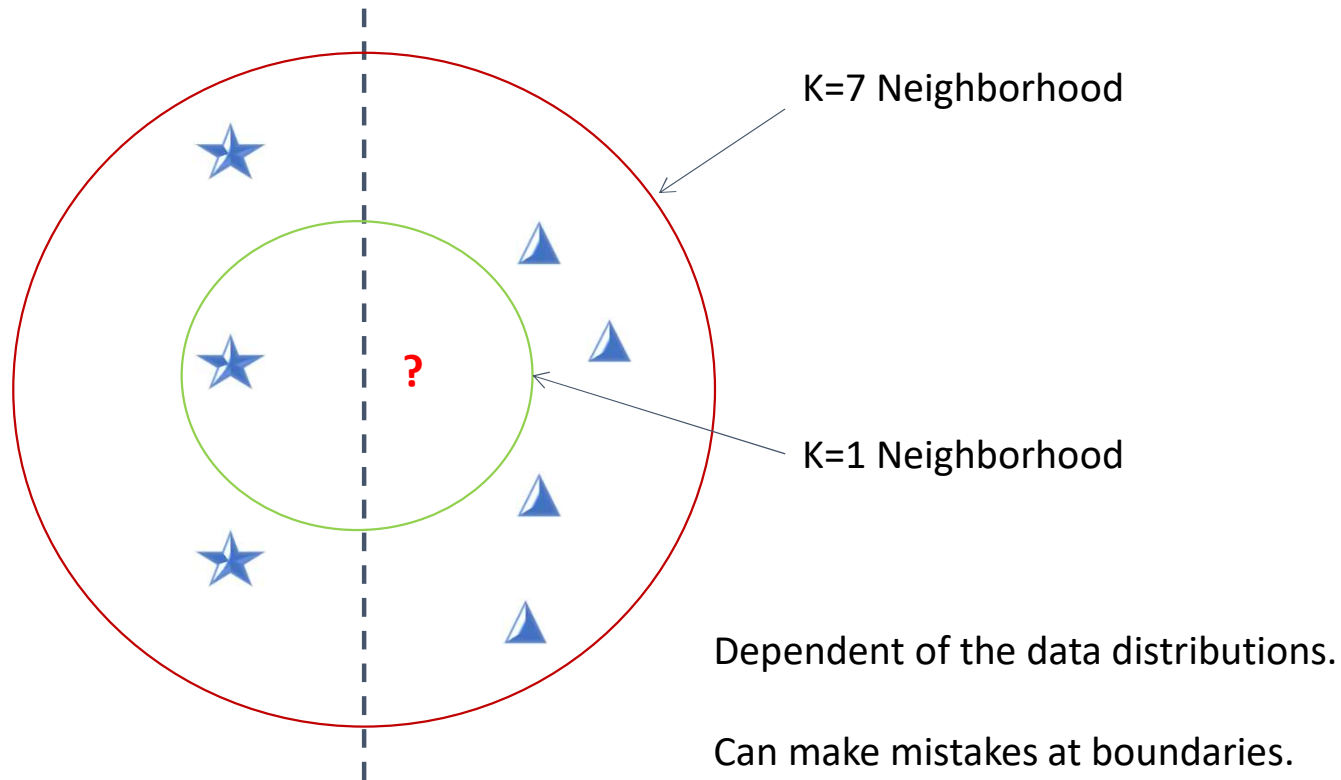 K=7 Neighborhood
?
K=1 Neighborhood
Dependent of the data distributions.
Can make mistakes at boundaries.